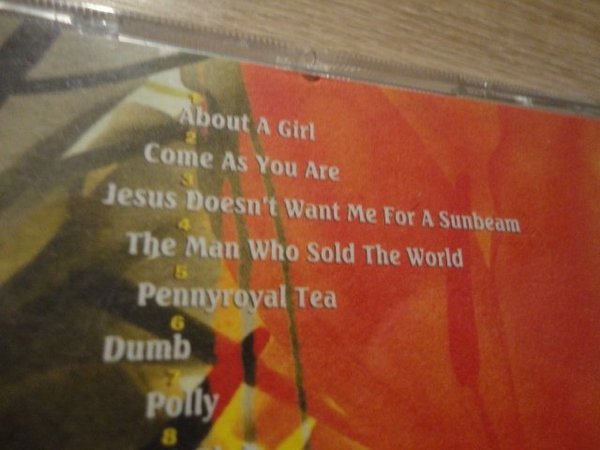 1
About A Girl
2
Come As You Are
3
Jesus Doesn't Want Me For A Sunbeam
4
The Man Who Sold The World
5
Pennyroyal Tea
6
Dumb
7
Polly
8